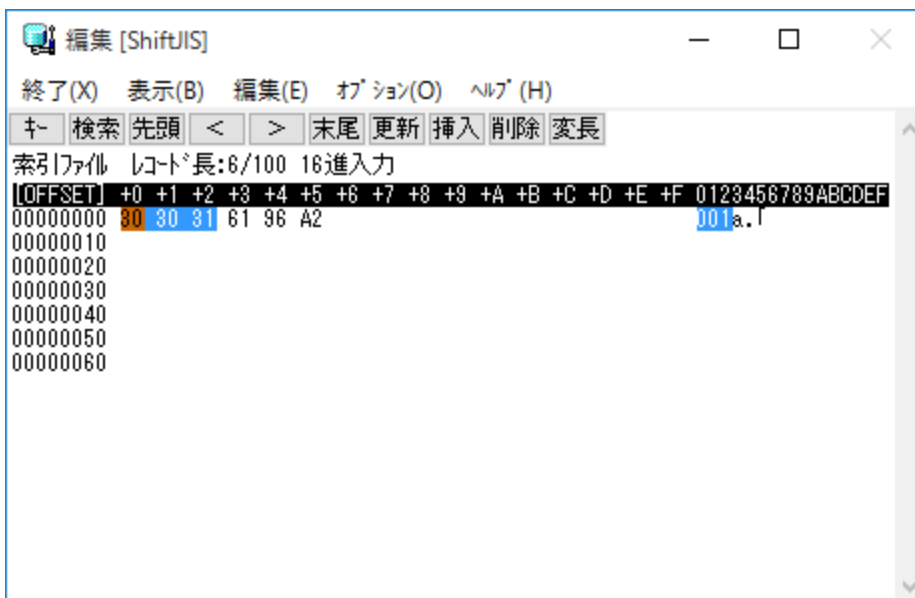 編集 [ShiftJIS]
終了(X) 表示(B) 編集(E) ｵﾌﾟｼｮﾝ(O) ﾍﾙﾌﾟ(H)
ｷｰ 検索 先頭 < > 末尾 更新 挿入 削除 変長
索引ﾌｧｲﾙ ﾚｺｰﾄﾞ長:6/100 16進入力
[OFFSET] +0 +1 +2 +3 +4 +5 +6 +7 +8 +9 +A +B +C +D +E +F 0123456789ABCDEF
00000000 30 30 31 61 96 A2 001a.｢
00000010
00000020
00000030
00000040
00000050
00000060